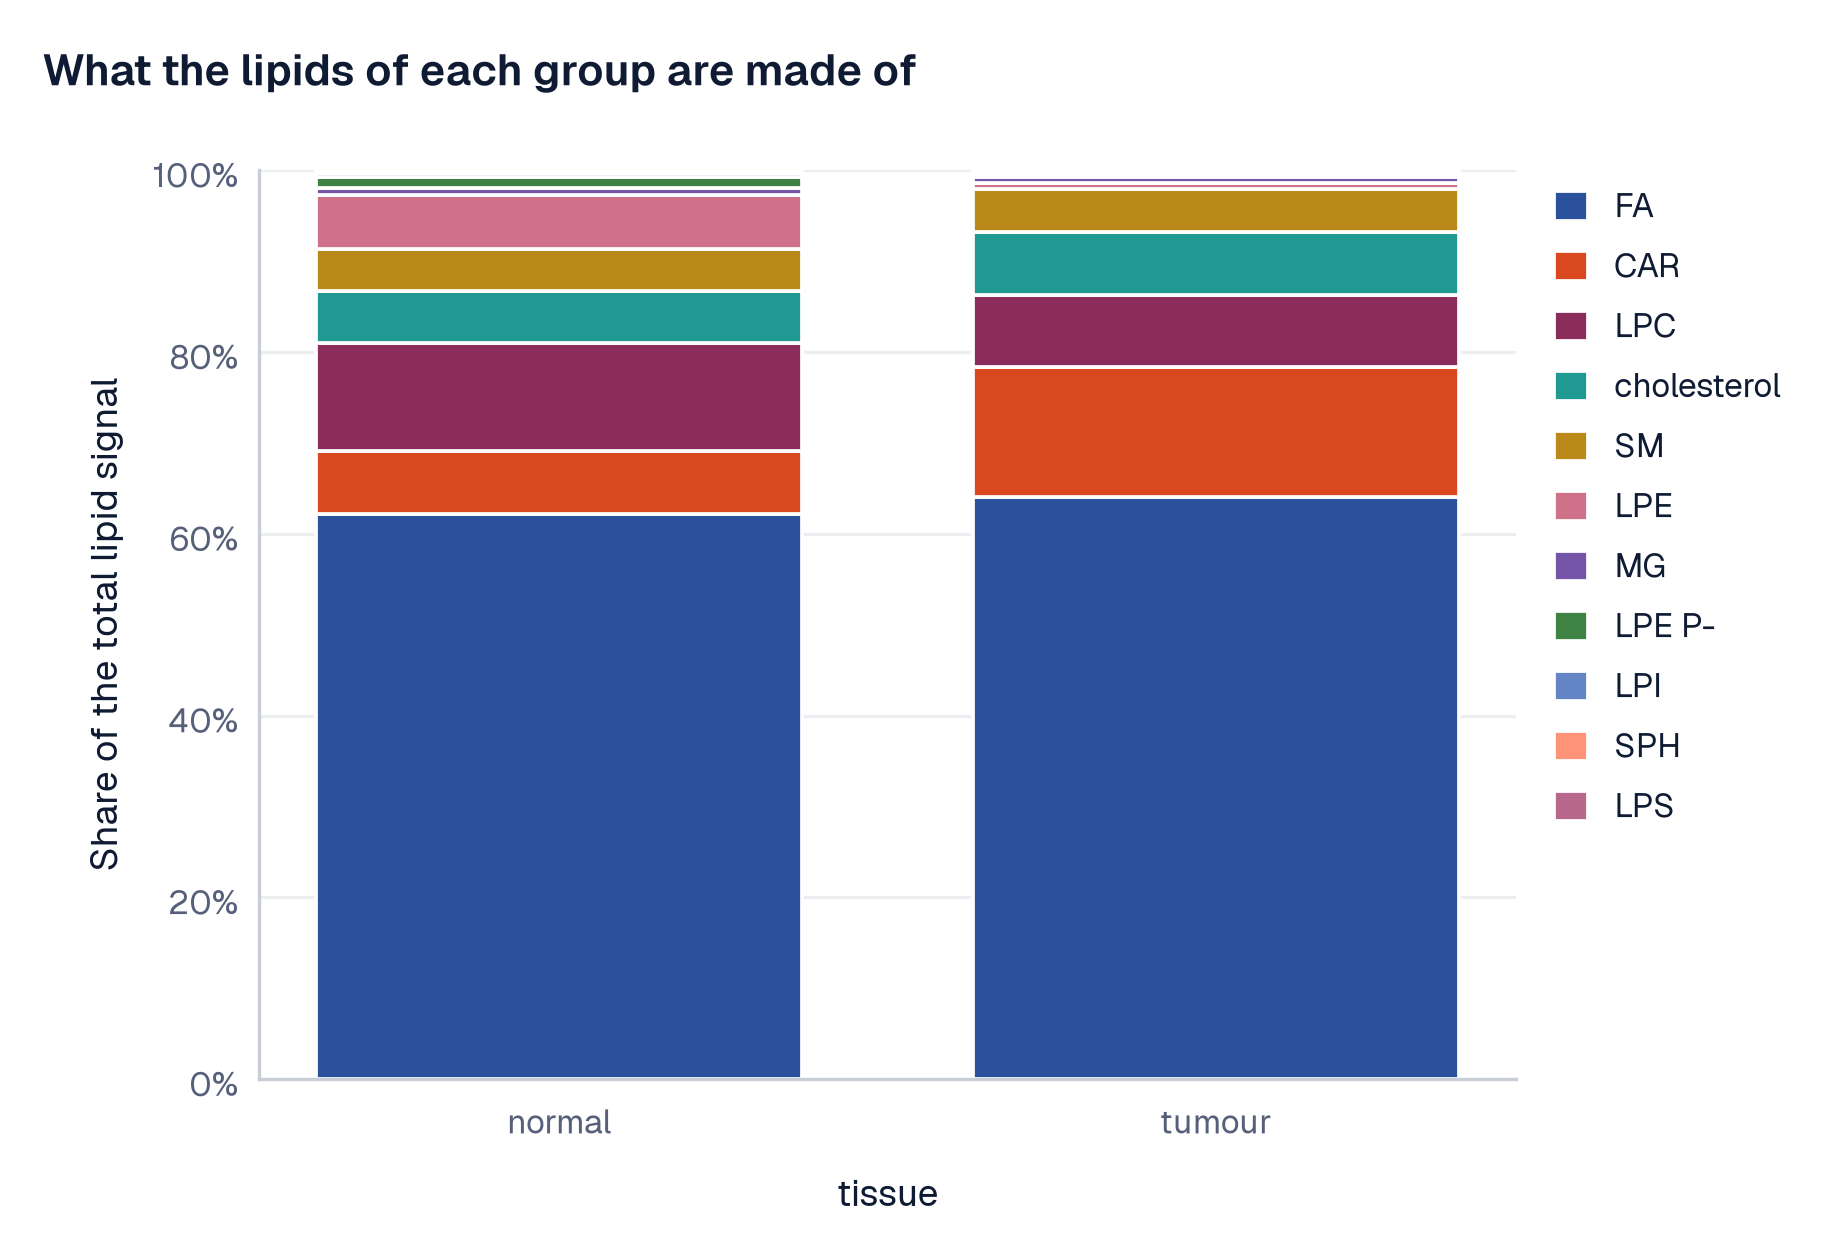 What the lipids of each group are made of
100%
80%
60%
40%
20%
0%
Share of the total lipid signal
normal
tumour
tissue
FA
CAR
LPC
cholesterol
SM
LPE
MG
LPE P-
LPI
SPH
LPS